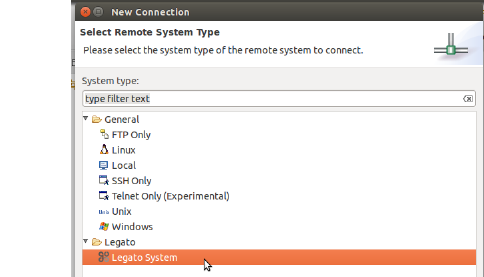 New Connection
Select Remote System Type
Please select the system type of the remote system to connect.
System type:
type filter text
General
FTP Only
Linux
Local
SSH Only
Telnet Only (Experimental)
Unix
Unix
Windows
Legato
Legato System